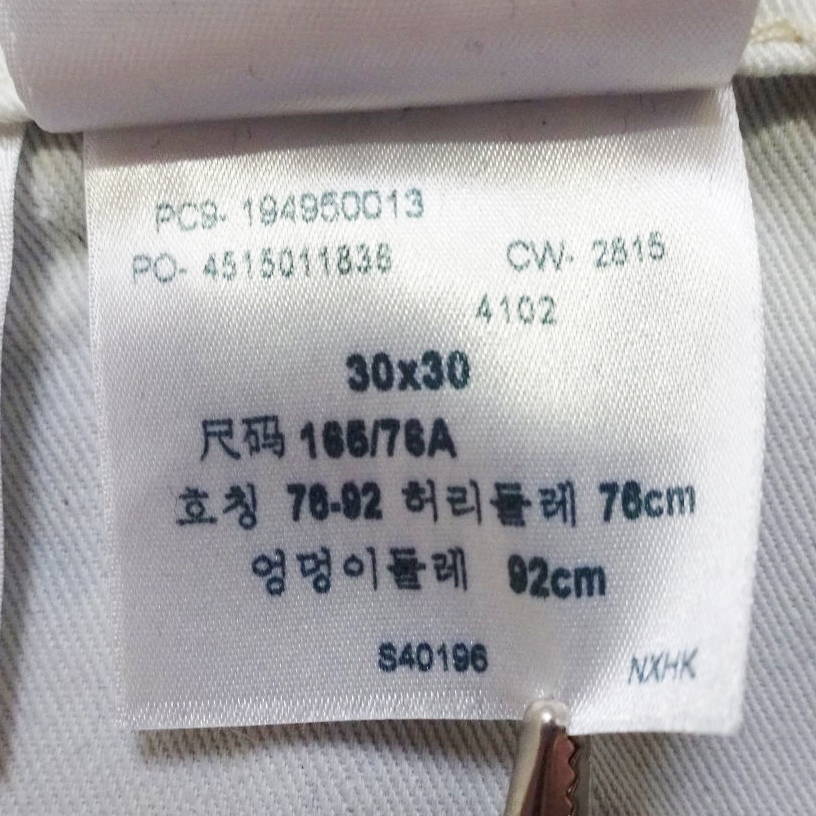 PC9- 194950013
PO- 4515011836 CW- 2815
4102
30x30
尺码 165/76A
호칭 76-92 허리둘레 76cm
엉덩이둘레 92cm
S40196 NXHK